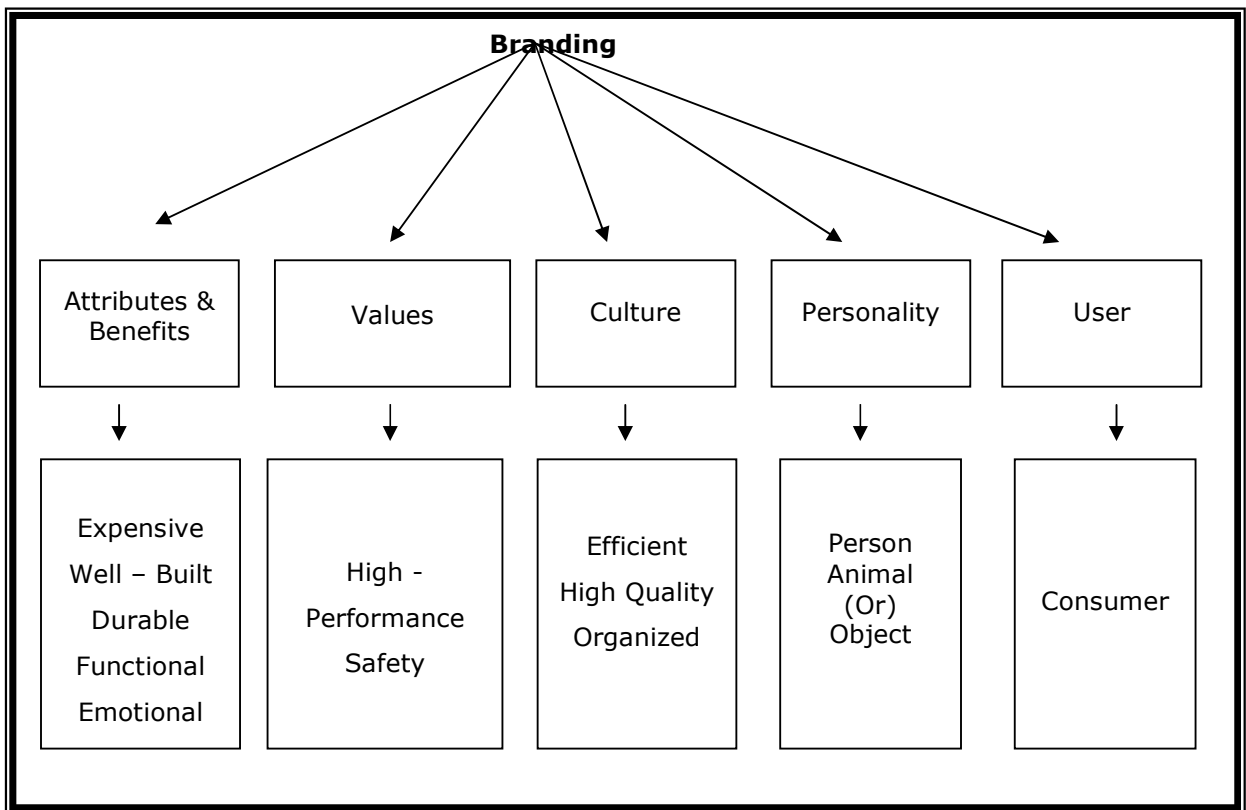 Branding
Attributes &
Benefits
Values
Culture
Personality
User
Expensive
Well – Built
Durable
Functional
Emotional
High -
Performance
Safety
Efficient
High Quality
Organized
Person
Animal
(Or)
Object
Consumer